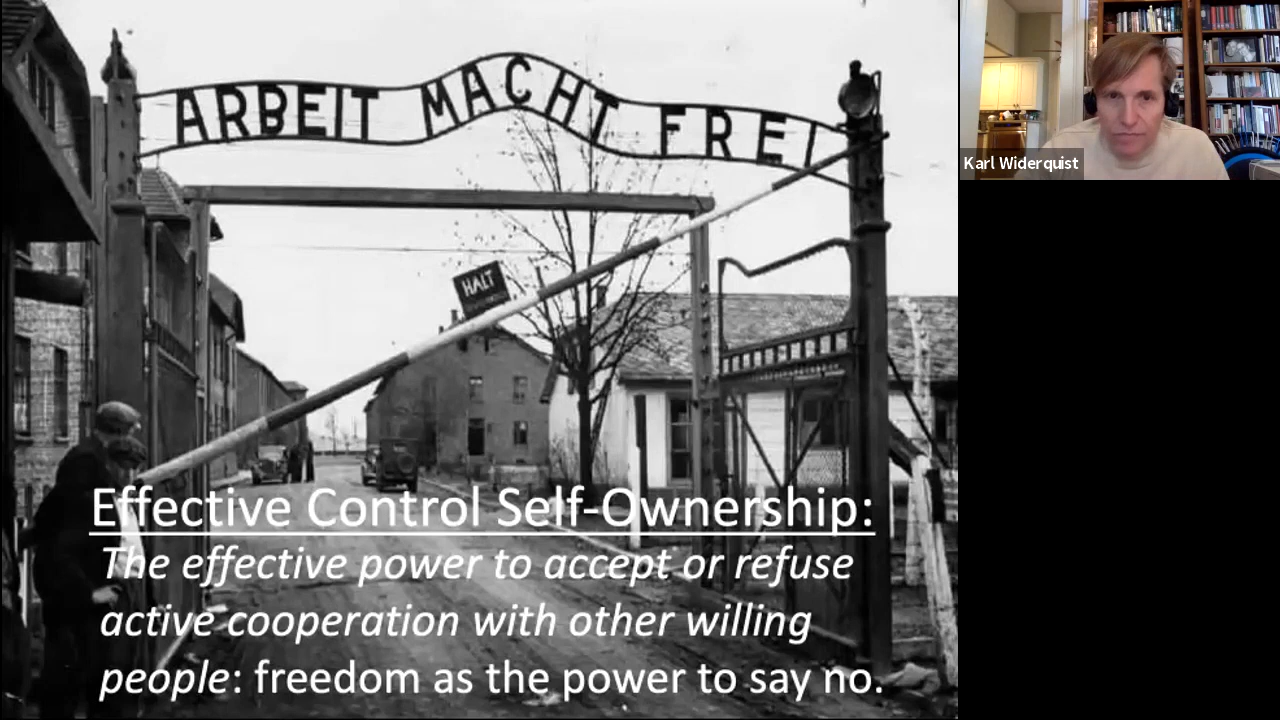 ARBEIT MACHT FREI
HALT
Effective Control Self-Ownership:
The effective power to accept or refuse
active cooperation with other willing
people: freedom as the power to say no.
Karl Widerquist